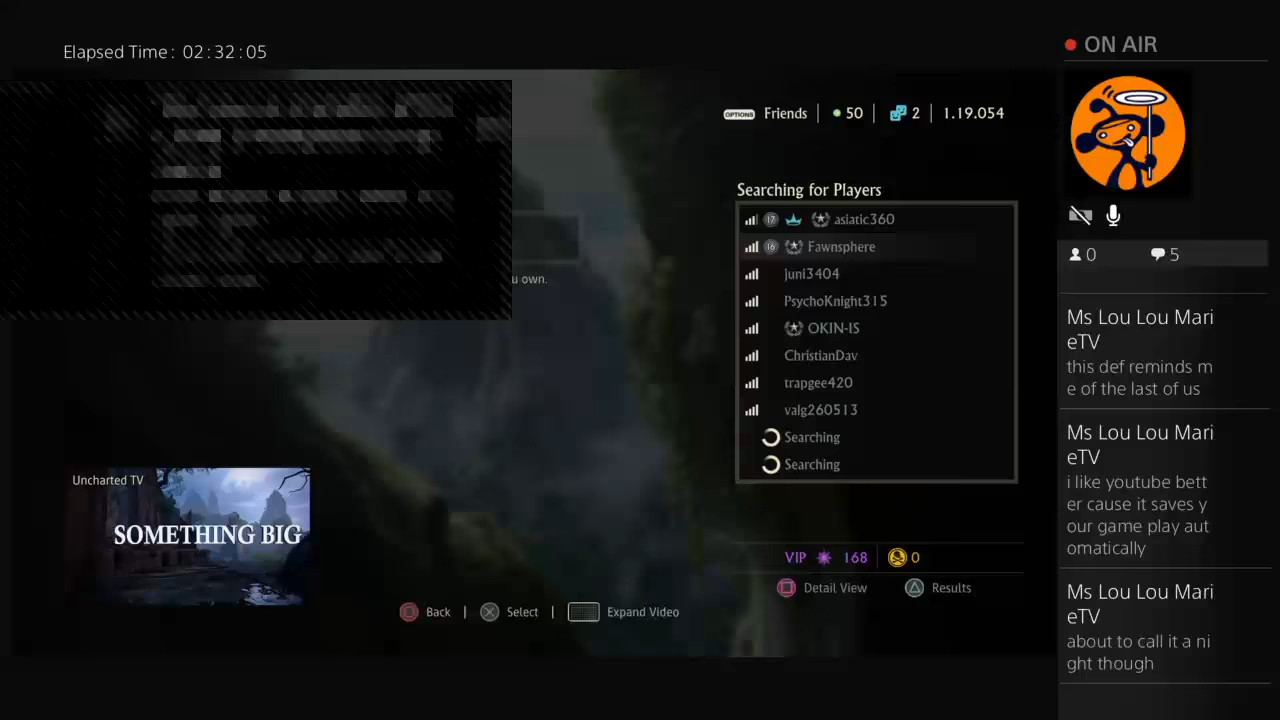 Elapsed Time: 02:32:05
ON AIR
OPTIONS Friends 50 2 1.19.054
Searching for Players
17 asiatic360
16 Fawnsphere
juni3404
PsychoKnight315
OKIN-IS
ChristianDav
trapgee420
valg260513
Searching
Searching
u own.
Uncharted TV
SOMETHING BIG
VIP 168 0
Detail View Results
Back Select Expand Video
0 5
Ms Lou Lou Mari
eTV
this def reminds m
e of the last of us
Ms Lou Lou Mari
eTV
i like youtube bett
er cause it saves y
our game play aut
omatically
Ms Lou Lou Mari
eTV
about to call it a ni
ght though